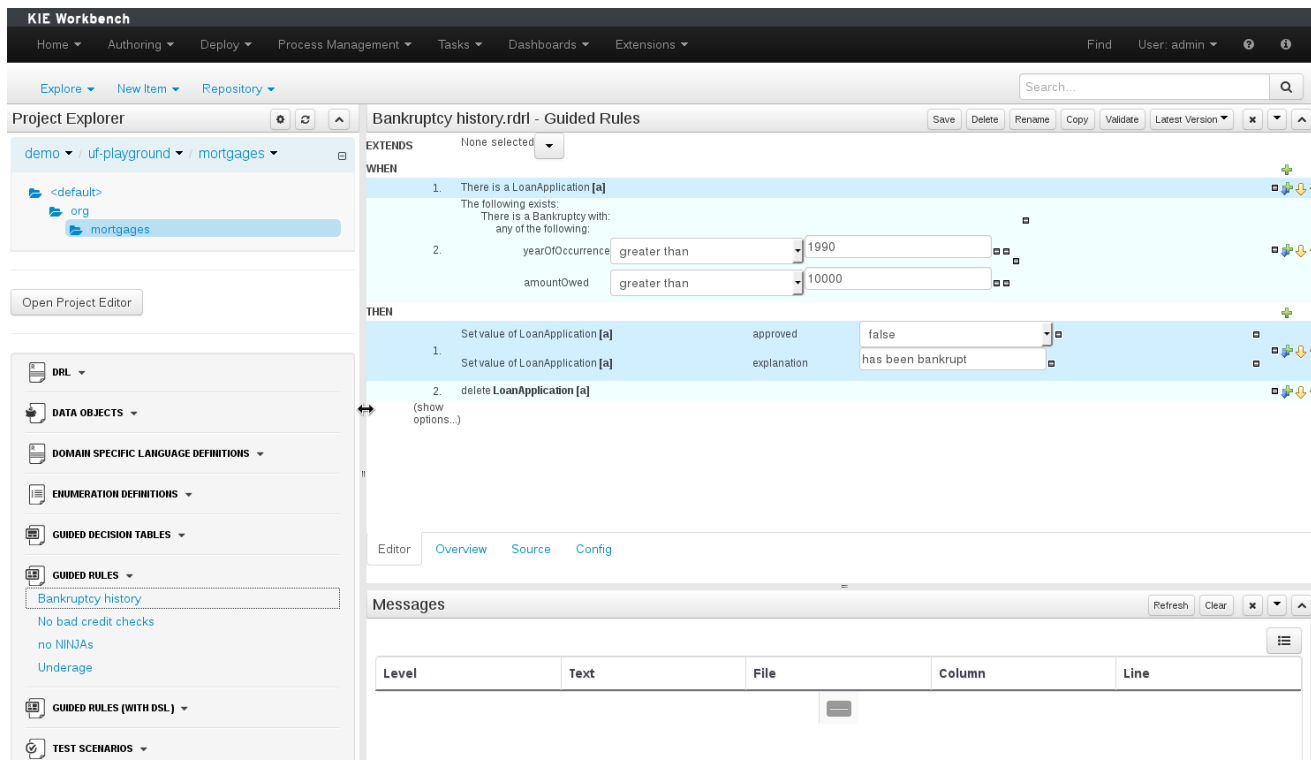 KIE Workbench
Home Authoring Deploy Process Management Tasks Dashboards Extensions Find User: admin
Explore New Item Repository Search...
Project Explorer
demo / uf-playground / mortgages
<default>
org
mortgages
Open Project Editor
DRL
DATA OBJECTS
DOMAIN SPECIFIC LANGUAGE DEFINITIONS
ENUMERATION DEFINITIONS
GUIDED DECISION TABLES
GUIDED RULES
Bankruptcy history
No bad credit checks
no NINJAs
Underage
GUIDED RULES (WITH DSL)
TEST SCENARIOS
Bankruptcy history.rdrl - Guided Rules Save Delete Rename Copy Validate Latest Version
EXTENDS None selected
WHEN
1. There is a LoanApplication [a]
The following exists:
There is a Bankruptcy with:
any of the following:
2. yearOfOccurrence greater than 1990
amountOwed greater than 10000
THEN
Set value of LoanApplication [a] approved false
1.
Set value of LoanApplication [a] explanation has been bankrupt
2. delete LoanApplication [a]
(show
options...)
Editor Overview Source Config
Messages Refresh Clear
Level Text File Column Line